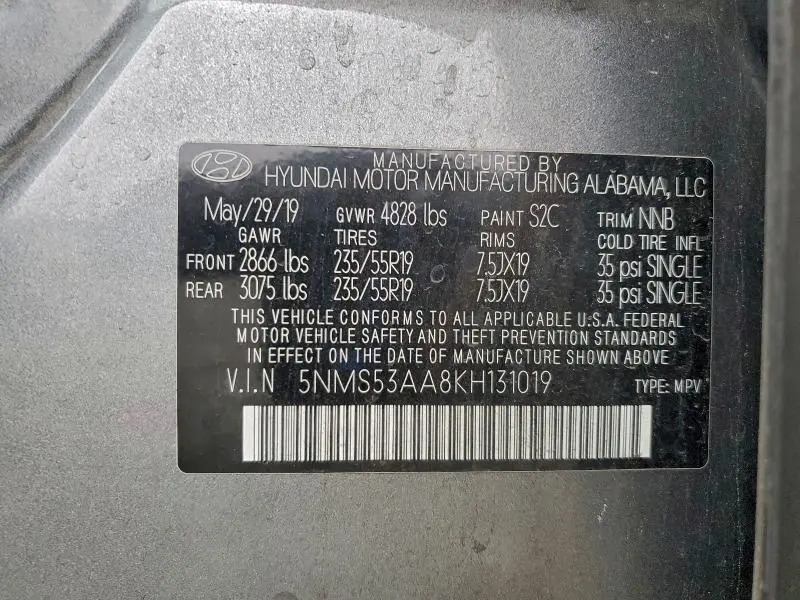 MANUFACTURED BY
HYUNDAI MOTOR MANUFACTURING ALABAMA, LLC
May/29/19 GVWR 4828 lbs PAINT S2C TRIM NNB
GAWR TIRES RIMS COLD TIRE INFL
FRONT 2866 lbs 235/55R19 7.5JX19 35 psi SINGLE
REAR 3075 lbs 235/55R19 7.5JX19 35 psi SINGLE
THIS VEHICLE CONFORMS TO ALL APPLICABLE U.S.A. FEDERAL
MOTOR VEHICLE SAFETY AND THEFT PREVENTION STANDARDS
IN EFFECT ON THE DATE OF MANUFACTURE SHOWN ABOVE.
V.I.N 5NMS53AA8KH131019 TYPE: MPV